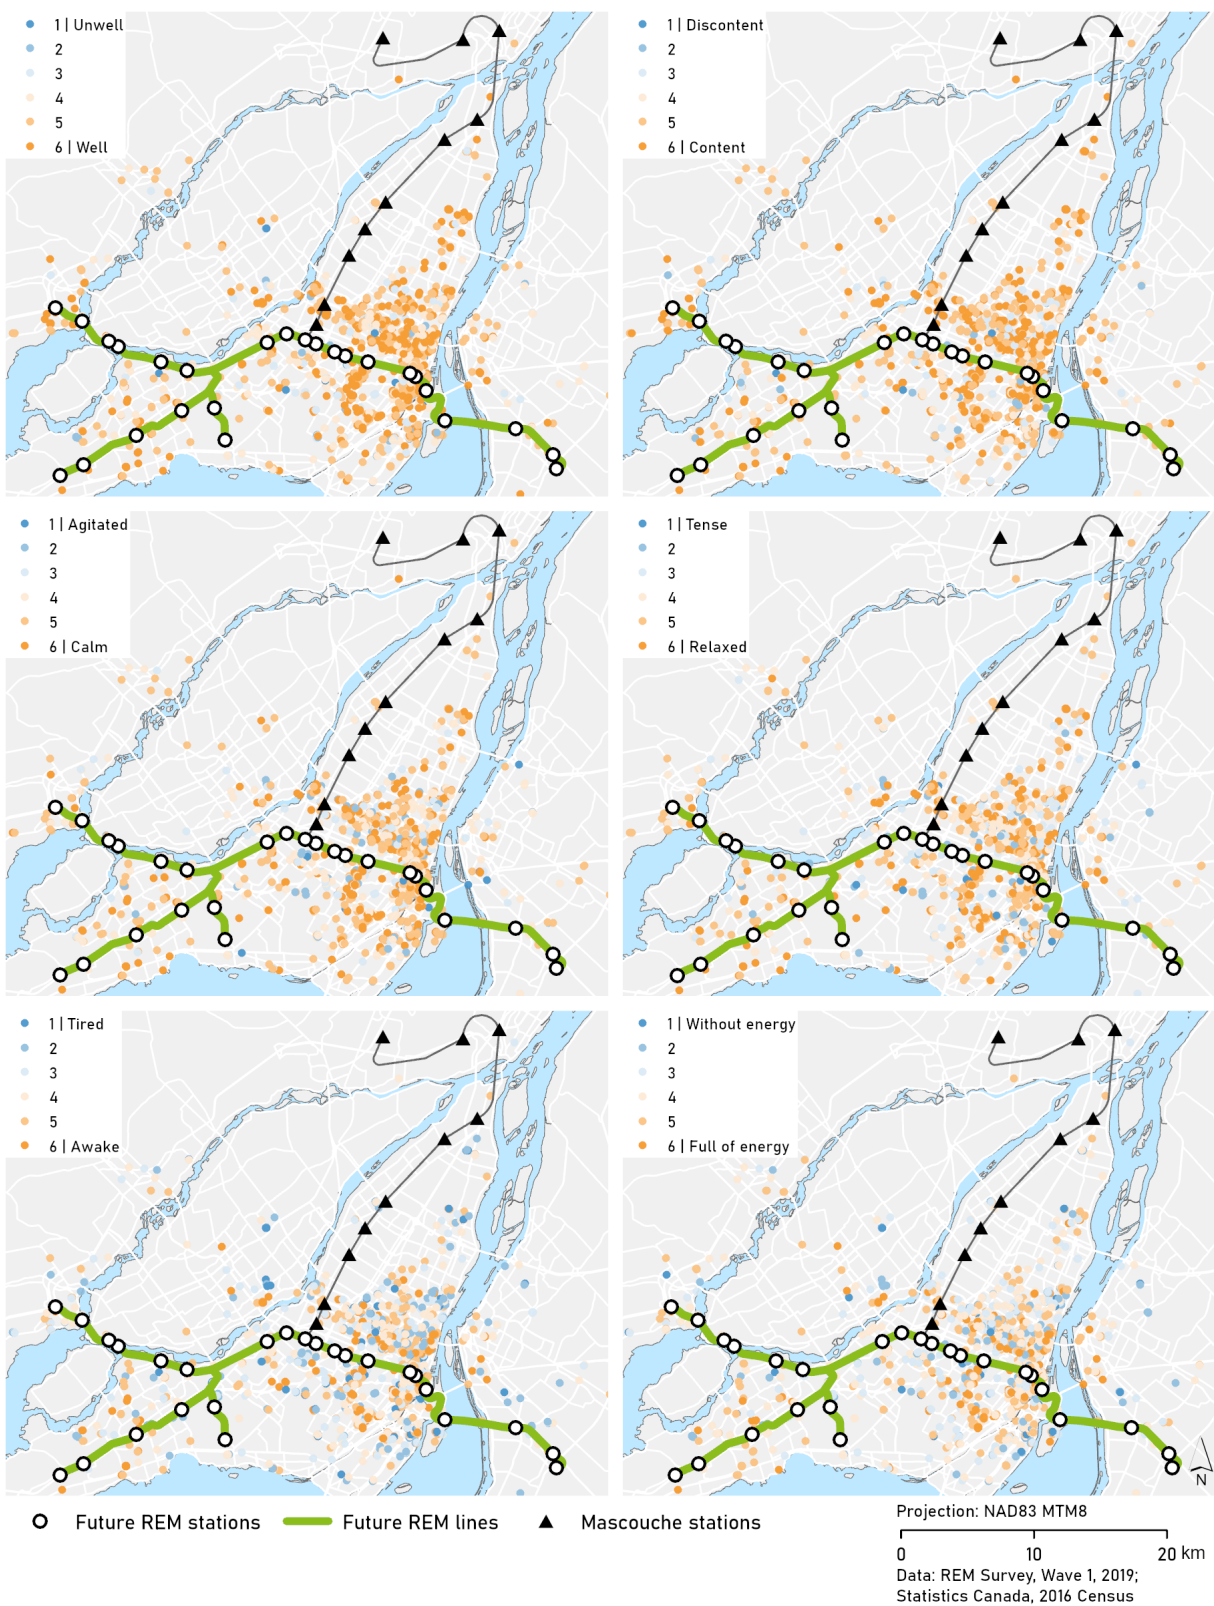 1 | Unwell
2
3
4
5
6 | Well
1 | Discontent
2
3
4
5
6 | Content
1 | Agitated
2
3
4
5
6 | Calm
1 | Tense
2
3
4
5
6 | Relaxed
1 | Tired
2
3
4
5
6 | Awake
1 | Without energy
2
3
4
5
6 | Full of energy
N
Future REM stations
Future REM lines
Mascouche stations
Projection: NAD83 MTM8
0 10 20 km
Data: REM Survey, Wave 1, 2019;
Statistics Canada, 2016 Census